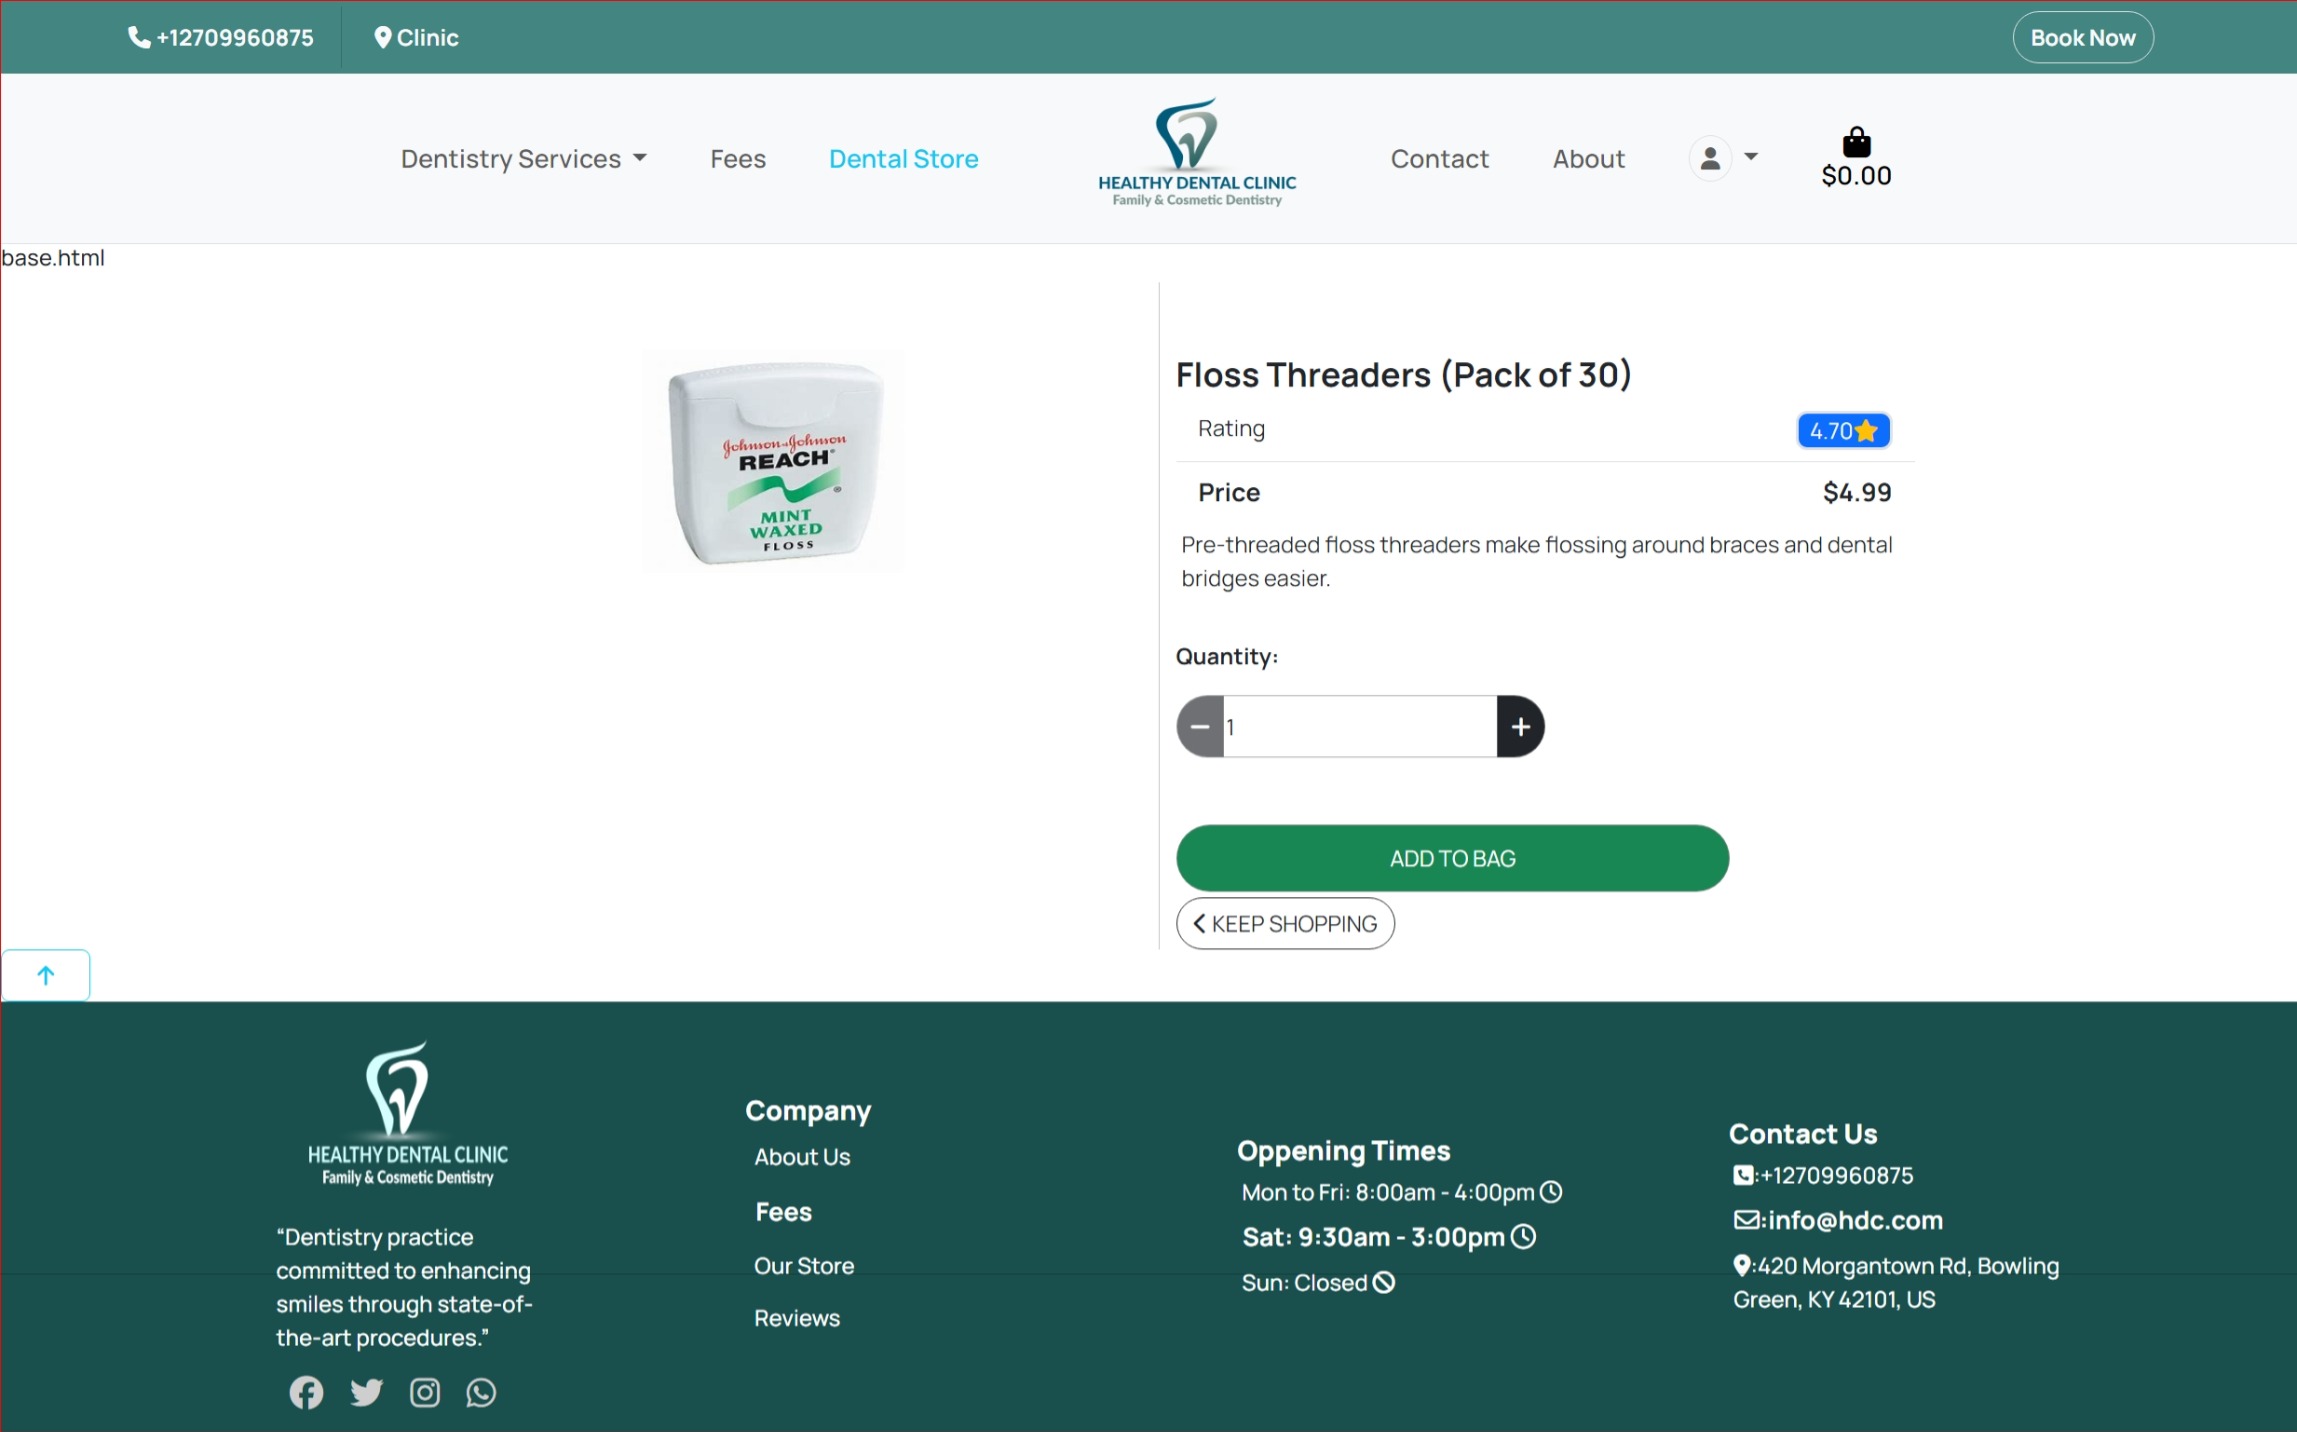 +12709960875
Clinic
Book Now
Dentistry Services
Fees
Dental Store
HEALTHY DENTAL CLINIC
Family & Cosmetic Dentistry
Contact
About
$0.00
base.html
Johnson & Johnson
REACH®
®
MINT
WAXED
FLOSS
Floss Threaders (Pack of 30)
Rating
4.70
Price
$4.99
Pre-threaded floss threaders make flossing around braces and dental
bridges easier.
Quantity:
1
ADD TO BAG
KEEP SHOPPING
HEALTHY DENTAL CLINIC
Family & Cosmetic Dentistry
“Dentistry practice
committed to enhancing
smiles through state-of-
the-art procedures.”
Company
About Us
Fees
Our Store
Reviews
Oppening Times
Mon to Fri: 8:00am - 4:00pm
Sat: 9:30am - 3:00pm
Sun: Closed
Contact Us
:+12709960875
:info@hdc.com
:420 Morgantown Rd, Bowling
Green, KY 42101, US